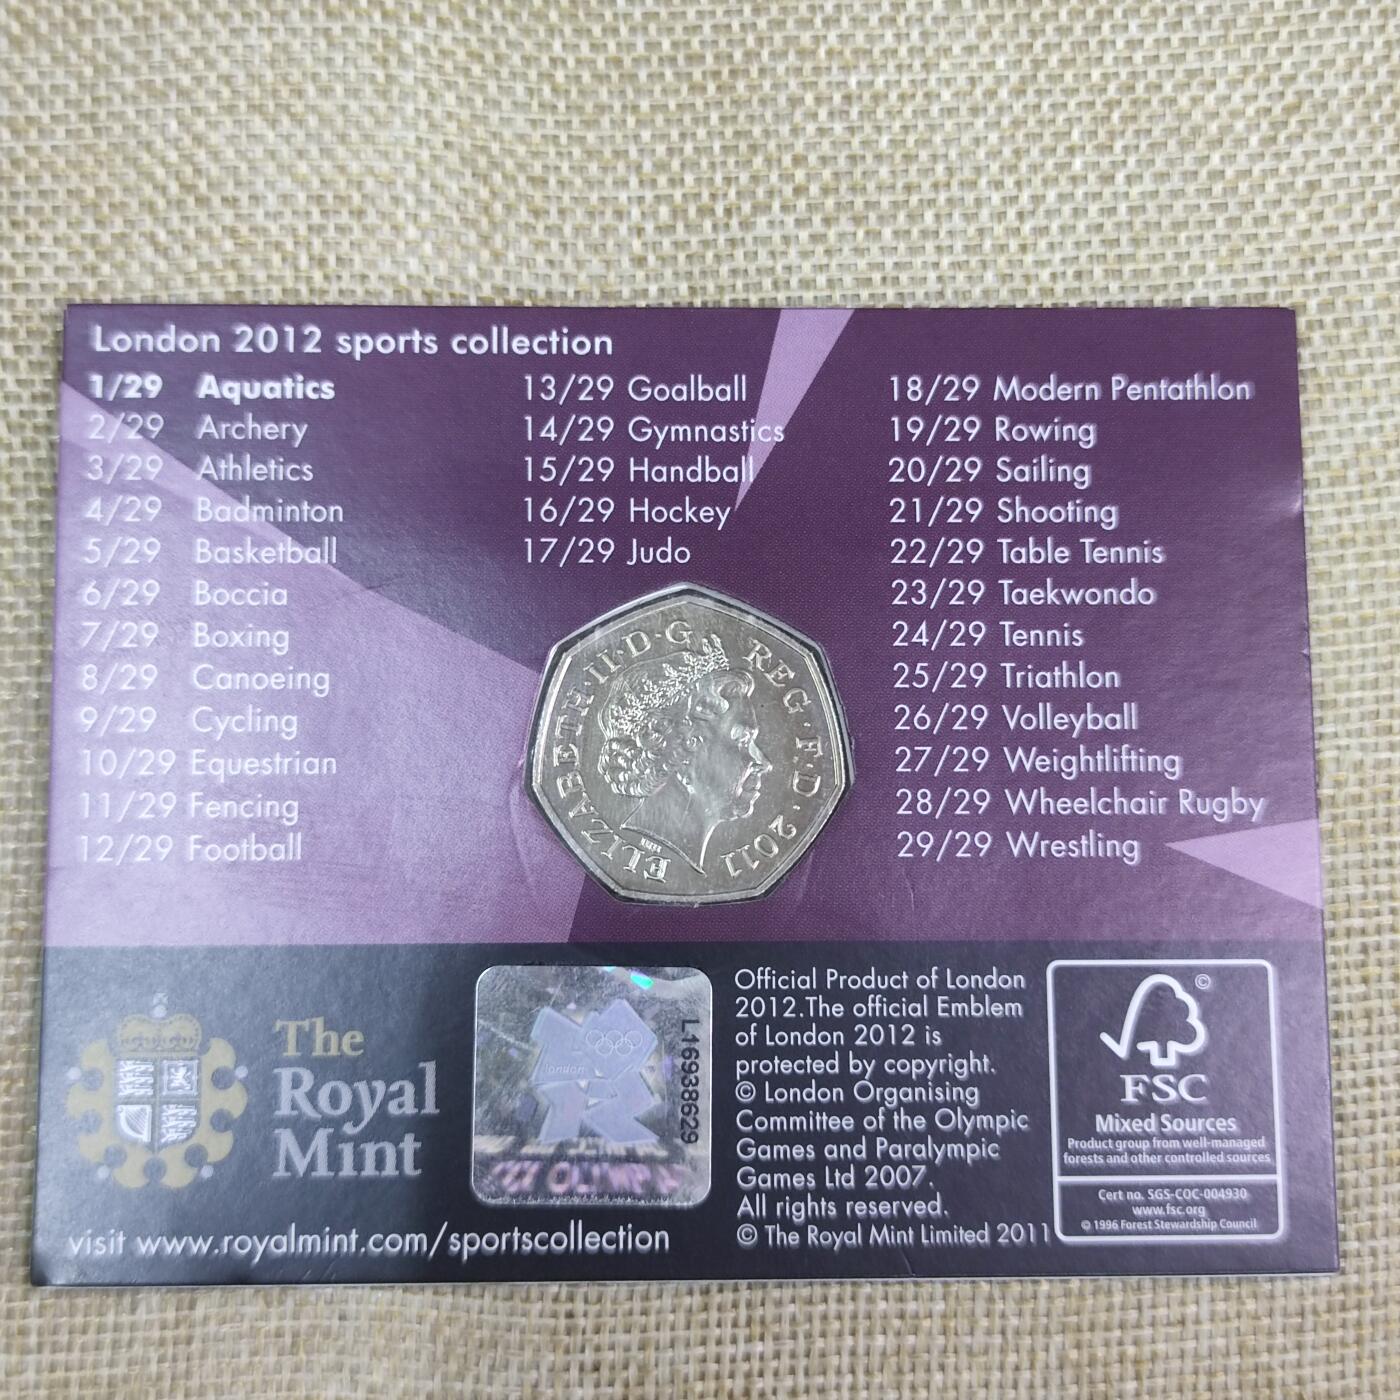 London 2012 sports collection
1/29 Aquatics
2/29 Archery
3/29 Athletics
4/29 Badminton
5/29 Basketball
6/29 Boccia
7/29 Boxing
8/29 Canoeing
9/29 Cycling
10/29 Equestrian
11/29 Fencing
12/29 Football
13/29 Goalball
14/29 Gymnastics
15/29 Handball
16/29 Hockey
17/29 Judo
18/29 Modern Pentathlon
19/29 Rowing
20/29 Sailing
21/29 Shooting
22/29 Table Tennis
23/29 Taekwondo
24/29 Tennis
25/29 Triathlon
26/29 Volleyball
27/29 Weightlifting
28/29 Wheelchair Rugby
29/29 Wrestling
ELIZABETH·II·D·G REG·F·D·2011
The
Royal
Mint
visit www.royalmint.com/sportscollection
london
L16938629
Official Product of London
2012.The official Emblem
of London 2012 is
protected by copyright.
© London Organising
Committee of the Olympic
Games and Paralympic
Games Ltd 2007.
All rights reserved.
© The Royal Mint Limited 2011
©
FSC
Mixed Sources
Product group from well-managed
forests and other controlled sources
Cert no. SGS-COC-004930
www.fsc.org
© 1996 Forest Stewardship Council